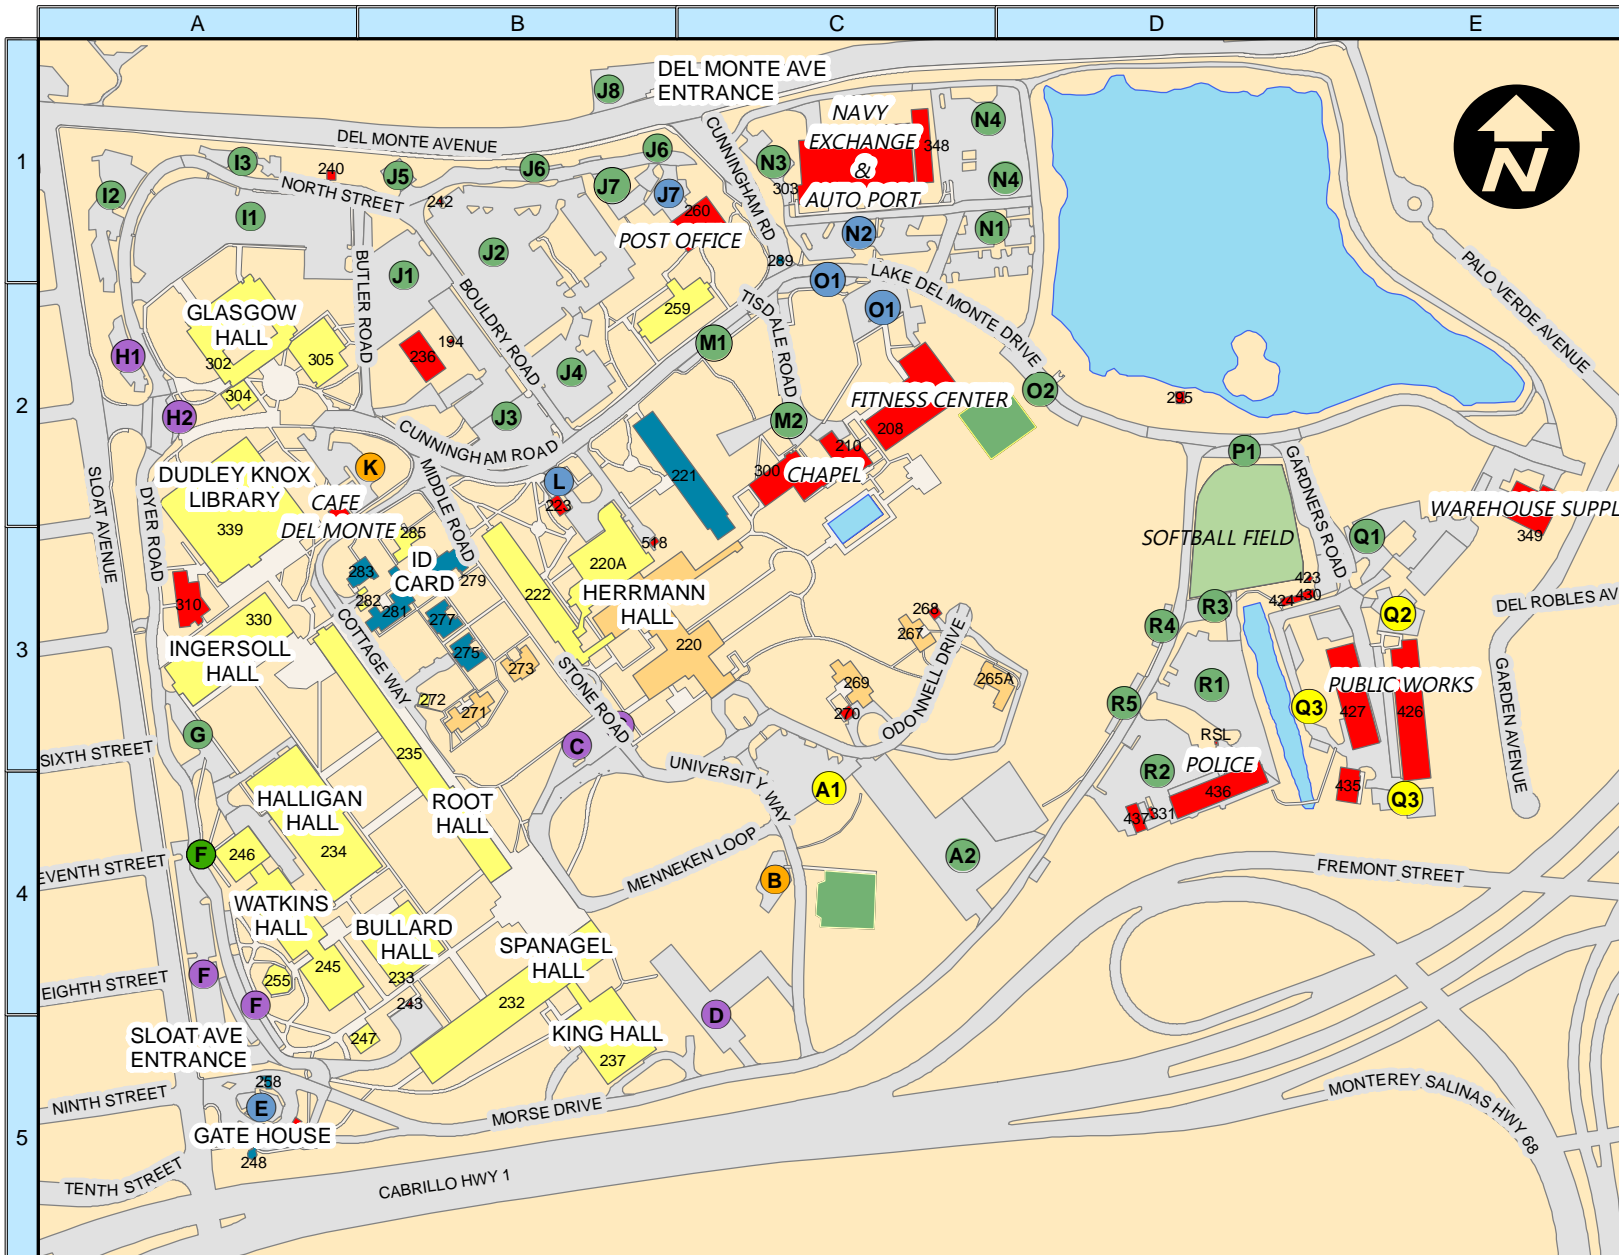 A
B
C
D
E
1
2
3
4
5
N
DEL MONTE AVE
ENTRANCE
J8
DEL MONTE AVENUE
NORTH STREET
I3
240
J5
J6
J6
J7
J7
I2
I1
242
J2
J1
260
POST OFFICE
CUNNINGHAM RD
N3
303
NAVY
EXCHANGE
&
AUTO PORT
348
N4
N4
N1
N2
289
O1
O1
LAKE DEL MONTE DRIVE
PALO VERDE AVENUE
BUTLER ROAD
BOULDRY ROAD
TISDALE ROAD
GLASGOW
HALL
302
305
304
H1
H2
236
194
J4
J3
259
M1
M2
FITNESS CENTER
208
O2
295
P1
210
300
CHAPEL
CUNNINGHAM ROAD
SLOAT AVENUE
DYER ROAD
DUDLEY KNOX
LIBRARY
339
K
CAFE
DEL MONTE
MIDDLE ROAD
L
223
221
GARDNERS ROAD
WAREHOUSE SUPPL
349
SOFTBALL FIELD
Q1
285
ID
CARD
283
282
281
279
277
275
222
220A
518
HERRMANN
HALL
220
310
330
INGERSOLL
HALL
COTTAGE WAY
273
272
271
STONE ROAD
C
268
267
265A
269
270
ODONNELL DRIVE
423
424
430
R3
R4
R1
R5
RSL
R2
POLICE
436
437
331
Q2
PUBLIC WORKS
Q3
427
426
435
Q3
DEL ROBLES AV
GARDEN AVENUE
G
SIXTH STREET
235
UNIVERSITY WAY
A1
A2
HALLIGAN
HALL
234
ROOT
HALL
MENNEKEN LOOP
B
F
246
EVENTH STREET
FREMONT STREET
WATKINS
HALL
245
255
BULLARD
HALL
233
243
SPANAGEL
HALL
232
F
F
EIGHTH STREET
D
247
KING HALL
237
SLOAT AVE
ENTRANCE
258
E
GATE HOUSE
248
NINTH STREET
MORSE DRIVE
TENTH STREET
CABRILLO HWY 1
MONTEREY SALINAS HWY 68